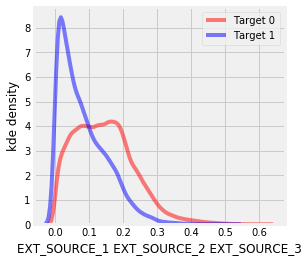 Target 0
Target 1
kde density
8
7
6
5
4
3
2
1
0
0.0 0.1 0.2 0.3 0.4 0.5 0.6
EXT_SOURCE_1 EXT_SOURCE_2 EXT_SOURCE_3